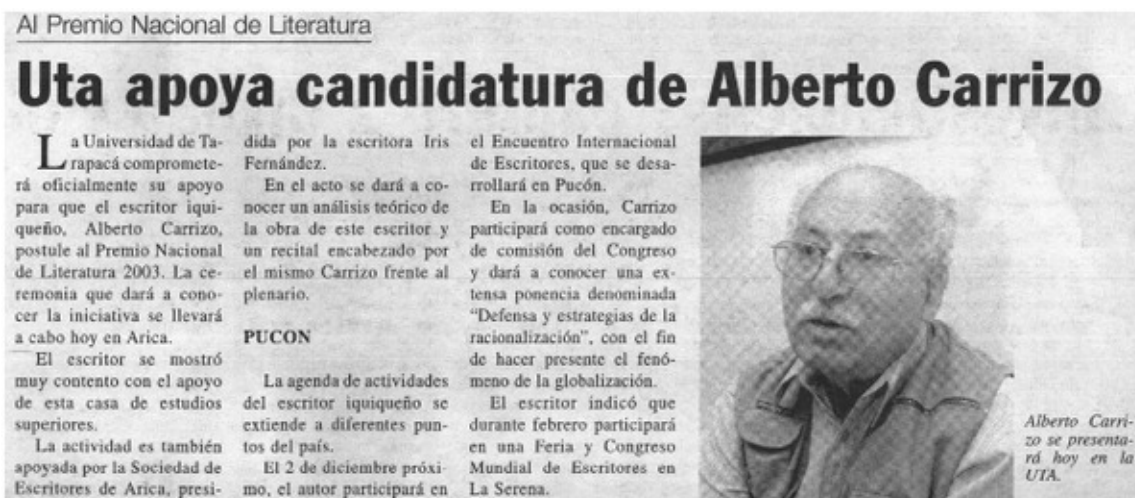 Al Premio Nacional de Literatura
Uta apoya candidatura de Alberto Carrizo
La Universidad de Ta-
rapacá compromete-
rá oficialmente su apoyo
para que el escritor iqui-
queño, Alberto Carrizo,
postule al Premio Nacional
de Literatura 2003. La ce-
remonia que dará a cono-
cer la iniciativa se llevará
a cabo hoy en Arica.
El escritor se mostró
muy contento con el apoyo
de esta casa de estudios
superiores.
La actividad es también
apoyada por la Sociedad de
Escritores de Arica, presi-
dida por la escritora Iris
Fernández.
En el acto se dará a co-
nocer un análisis teórico de
la obra de este escritor y
un recital encabezado por
el mismo Carrizo frente al
plenario.
PUCON
La agenda de actividades
del escritor iquiqueño se
extiende a diferentes pun-
tos del país.
El 2 de diciembre próxi-
mo, el autor participará en
el Encuentro Internacional
de Escritores, que se desa-
rrollará en Pucón.
En la ocasión, Carrizo
participará como encargado
de comisión del Congreso
y dará a conocer una ex-
tensa ponencia denominada
“Defensa y estrategias de la
racionalización”, con el fin
de hacer presente el fenó-
meno de la globalización.
El escritor indicó que
durante febrero participará
en una Feria y Congreso
Mundial de Escritores en
La Serena.
Alberto Carri-
zo se presenta-
rá hoy en la
UTA.